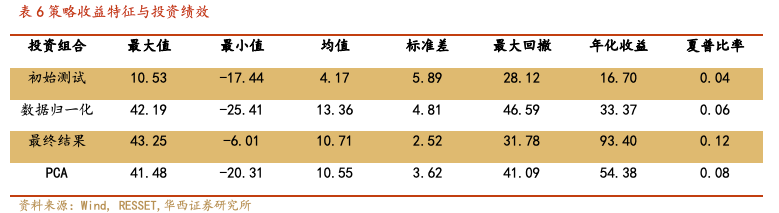 表 6 策略收益特征与投资绩效
投资组合 最大值 最小值 均值 标准差 最大回撤 年化收益 夏普比率
初始测试 10.53 -17.44 4.17 5.89 28.12 16.70 0.04
数据归一化 42.19 -25.41 13.36 4.81 46.59 33.37 0.06
最终结果 43.25 -6.01 10.71 2.52 31.78 93.40 0.12
PCA 41.48 -20.31 10.55 3.62 41.09 54.38 0.08
资料来源：Wind, RESSET,华西证券研究所